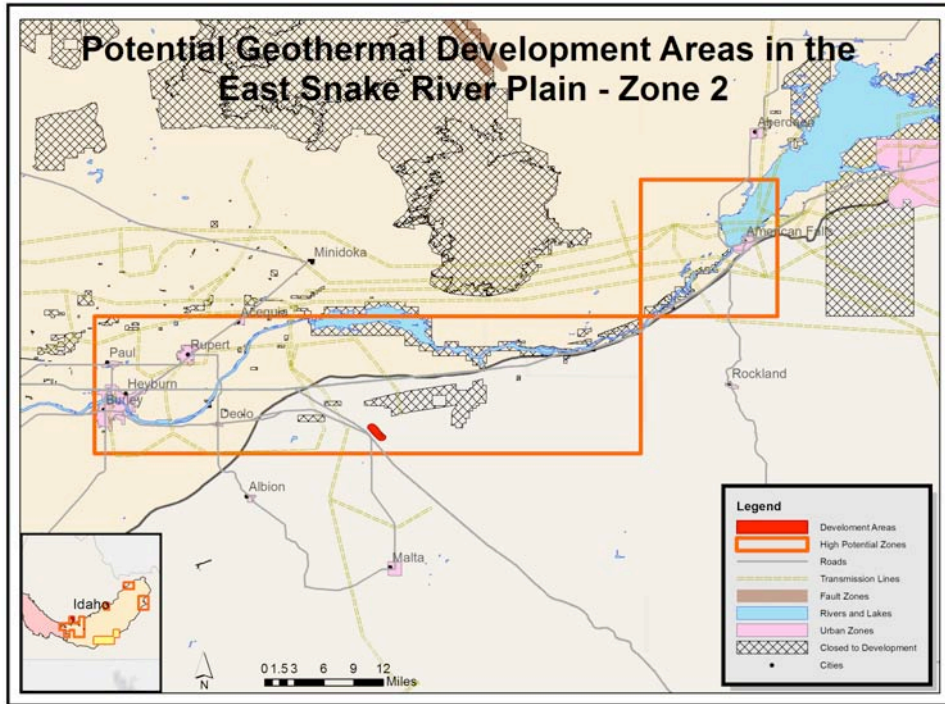 Potential Geothermal Development Areas in the
East Snake River Plain - Zone 2
Aberdeen
American Falls
Minidoka
Acequia
Rupert
Paul
Heyburn
Burley
Declo
Rockland
Albion
Malta
Legend
Develoment Areas
High Potential Zones
Roads
Transmission Lines
Fault Zones
Rivers and Lakes
Urban Zones
Closed to Development
Cities
Idaho
N
0 1.5 3 6 9 12
Miles